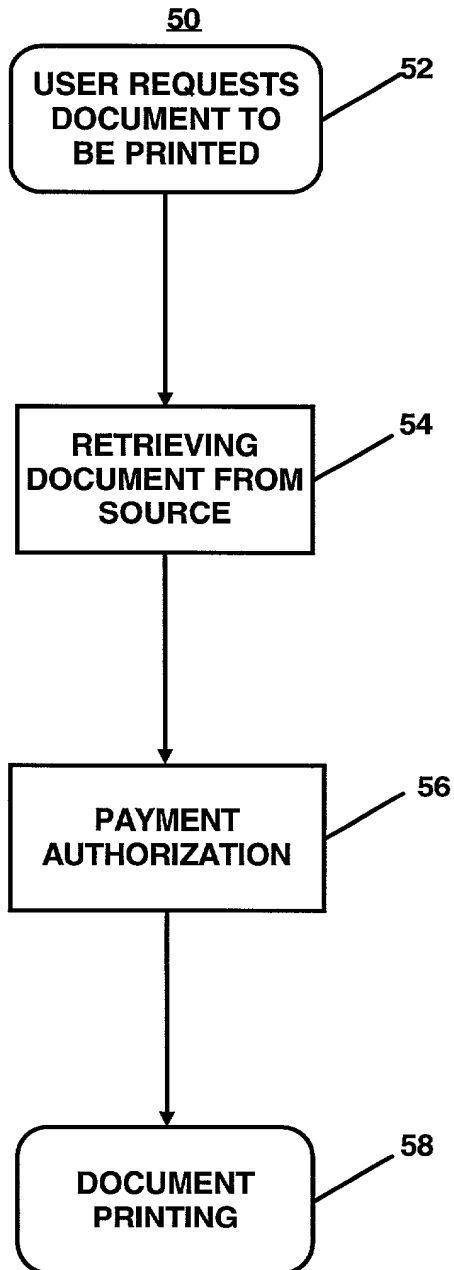 50
USER REQUESTS
DOCUMENT TO
BE PRINTED
52
RETRIEVING
DOCUMENT FROM
SOURCE
54
PAYMENT
AUTHORIZATION
56
DOCUMENT
PRINTING
58